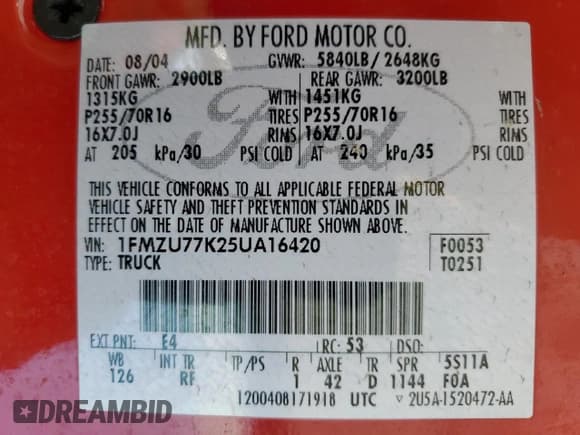 MFD. BY FORD MOTOR CO.
DATE: 08/04 GVWR: 5840LB/ 2648KG
FRONT GAWR: 2900LB REAR GAWR: 3200LB
1315KG WITH 1451KG WITH
P255/70R16 TIRES P255/70R16 TIRES
16X7.0J RIMS 16X7.0J RIMS
AT 205 kPa/30 PSI COLD AT 240 kPa/35 PSI COLD
THIS VEHICLE CONFORMS TO ALL APPLICABLE FEDERAL MOTOR
VEHICLE SAFETY AND THEFT PREVENTION STANDARDS IN
EFFECT ON THE DATE OF MANUFACTURE SHOWN ABOVE.
VIN: 1FMZU77K25UA16420 F0053
TYPE: TRUCK T0251
Ford
EXT PNT: E4 RC: 53 DSO:
WB INT TR TP/PS R AXLE TR SPR 5S11A
126 RF 1 42 D 1144 F0A
1200408171918 UTC ▽ 2U5A-1520472-AA
DREAMBID